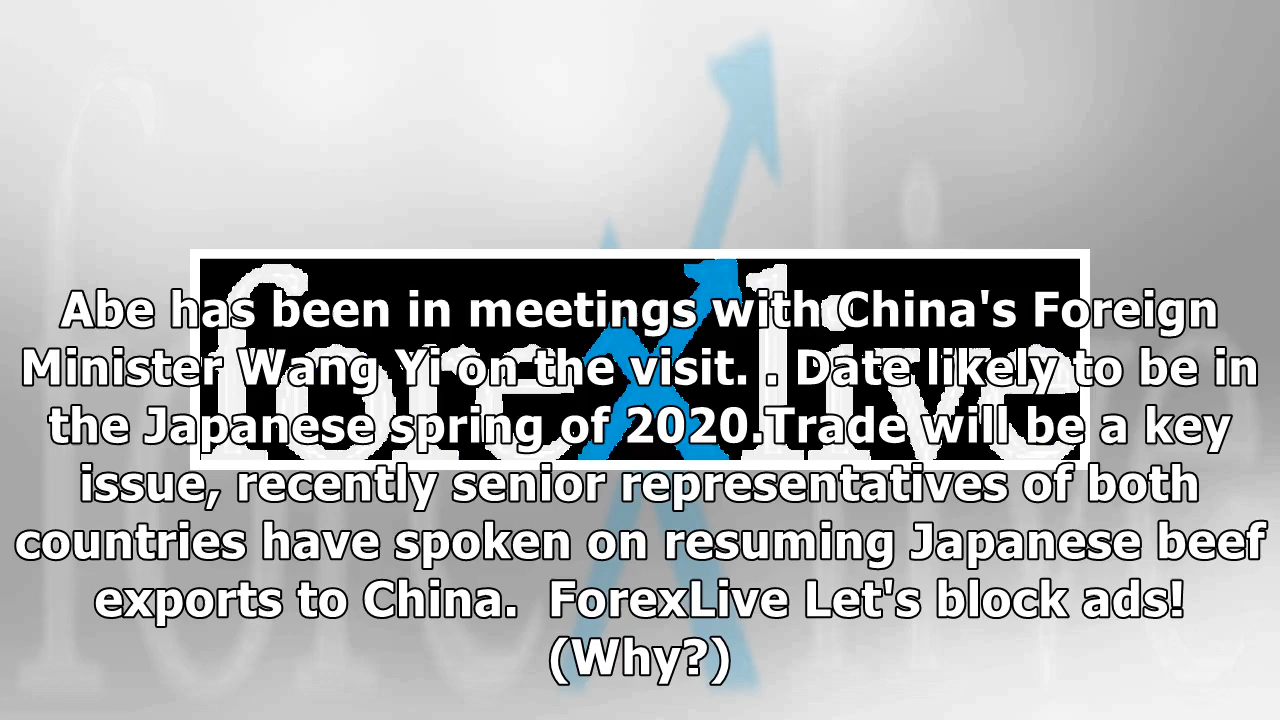 forexlive
Abe has been in meetings with China's Foreign
Minister Wang Yi on the visit. . Date likely to be in
the Japanese spring of 2020.Trade will be a key
issue, recently senior representatives of both
countries have spoken on resuming Japanese beef
exports to China.  ForexLive Let's block ads!
(Why?)